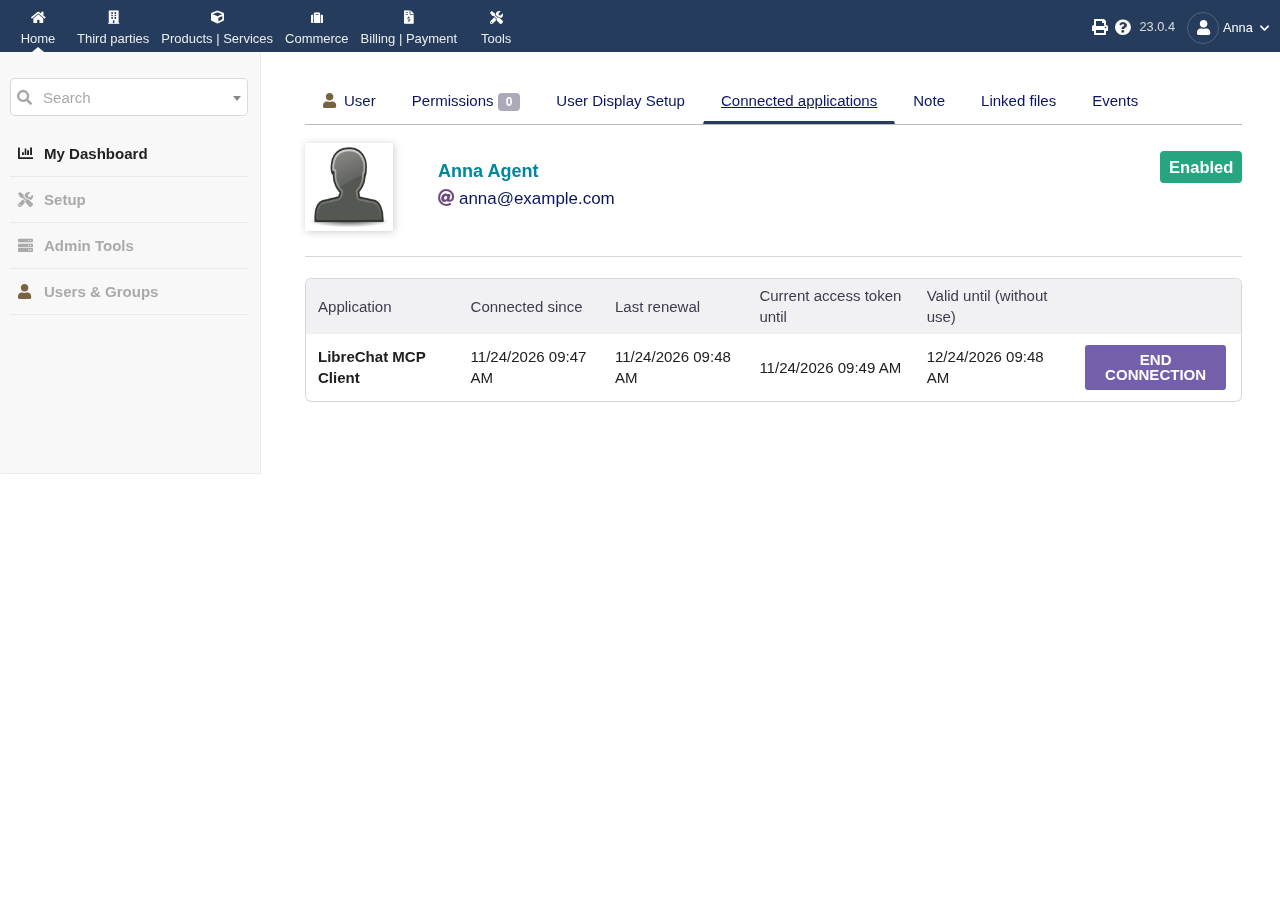 Home
Third parties
Products | Services
Commerce
Billing | Payment
Tools
23.0.4
Anna
Search
My Dashboard
Setup
Admin Tools
Users & Groups
User
Permissions 0
User Display Setup
Connected applications
Note
Linked files
Events
Anna Agent
Enabled
@ anna@example.com
Application
Connected since
Last renewal
Current access token
until
Valid until (without
use)
LibreChat MCP
Client
11/24/2026 09:47
AM
11/24/2026 09:48
AM
11/24/2026 09:49 AM
12/24/2026 09:48
AM
END
CONNECTION